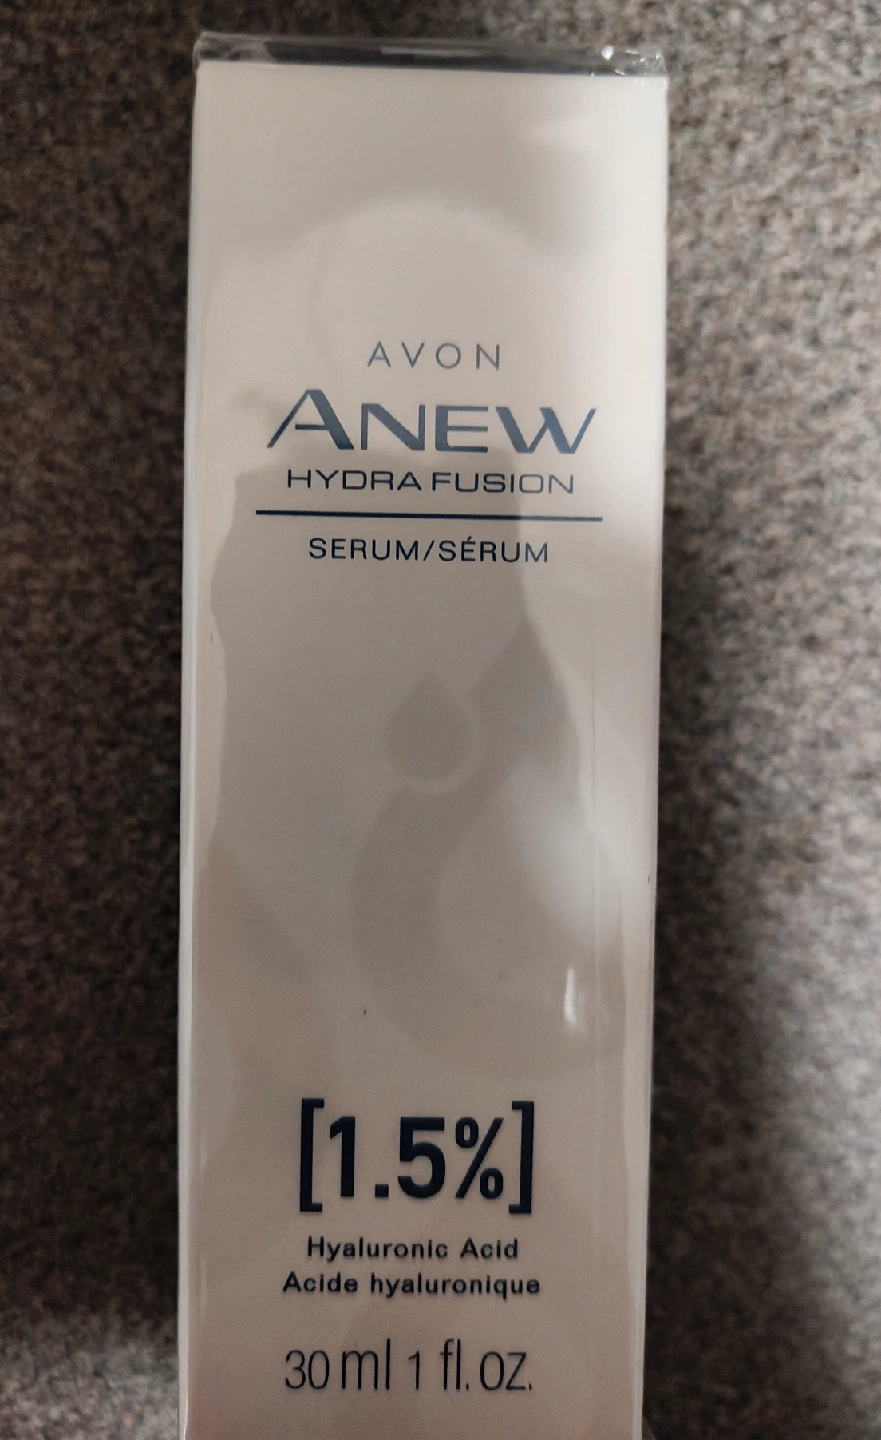 AVON
ANEW
HYDRA FUSION
SERUM/SÉRUM
[1.5%]
Hyaluronic Acid
Acide hyaluronique
30 ml 1 fl. oz.